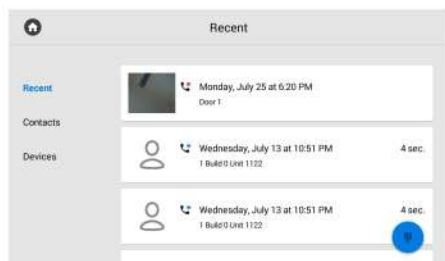 Recent
Recent
Contacts
Devices
Monday, July 25 at 6:20 PM
Door 1
Wednesday, July 13 at 10:51 PM
4 sec.
1 Build 0 Unit 1122
Wednesday, July 13 at 10:51 PM
4 sec.
1 Build 0 Unit 1122